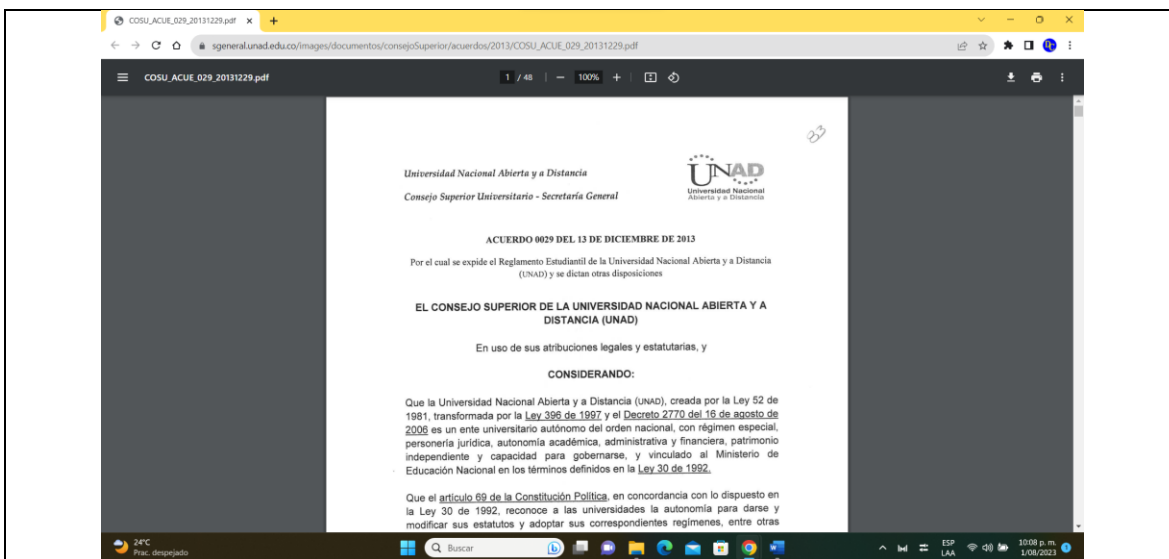 COSU_ACUE_029_20131229.pdf
sgeneral.unad.edu.co/images/documentos/consejoSuperior/acuerdos/2013/COSU_ACUE_029_20131229.pdf
COSU_ACUE_029_20131229.pdf 1 / 48 100%
Universidad Nacional Abierta y a Distancia
Consejo Superior Universitario - Secretaría General
UNAD
Universidad Nacional
Abierta y a Distancia
ACUERDO 0029 DEL 13 DE DICIEMBRE DE 2013
Por el cual se expide el Reglamento Estudiantil de la Universidad Nacional Abierta y a Distancia
(UNAD) y se dictan otras disposiciones
EL CONSEJO SUPERIOR DE LA UNIVERSIDAD NACIONAL ABIERTA Y A
DISTANCIA (UNAD)
En uso de sus atribuciones legales y estatutarias, y
CONSIDERANDO:
Que la Universidad Nacional Abierta y a Distancia (UNAD), creada por la Ley 52 de
1981, transformada por la Ley 396 de 1997 y el Decreto 2770 del 16 de agosto de
2006 es un ente universitario autónomo del orden nacional, con régimen especial,
personería jurídica, autonomía académica, administrativa y financiera, patrimonio
independiente y capacidad para gobernarse, y vinculado al Ministerio de
Educación Nacional en los términos definidos en la Ley 30 de 1992.
Que el artículo 69 de la Constitución Política, en concordancia con lo dispuesto en
la Ley 30 de 1992, reconoce a las universidades la autonomía para darse y
modificar sus estatutos y adoptar sus correspondientes regímenes, entre otras
24°C
Prac. despejado
Buscar
ESP
LAA
10:08 p. m.
1/08/2023